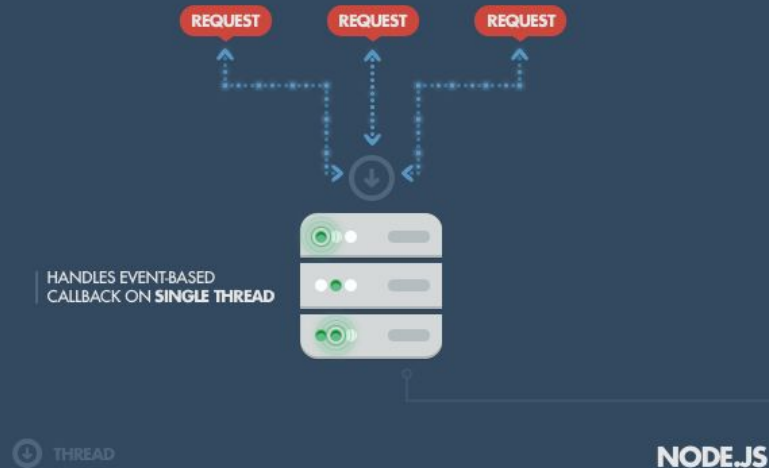 REQUEST REQUEST REQUEST
HANDLES EVENT-BASED
CALLBACK ON SINGLE THREAD
THREAD
NODE.JS